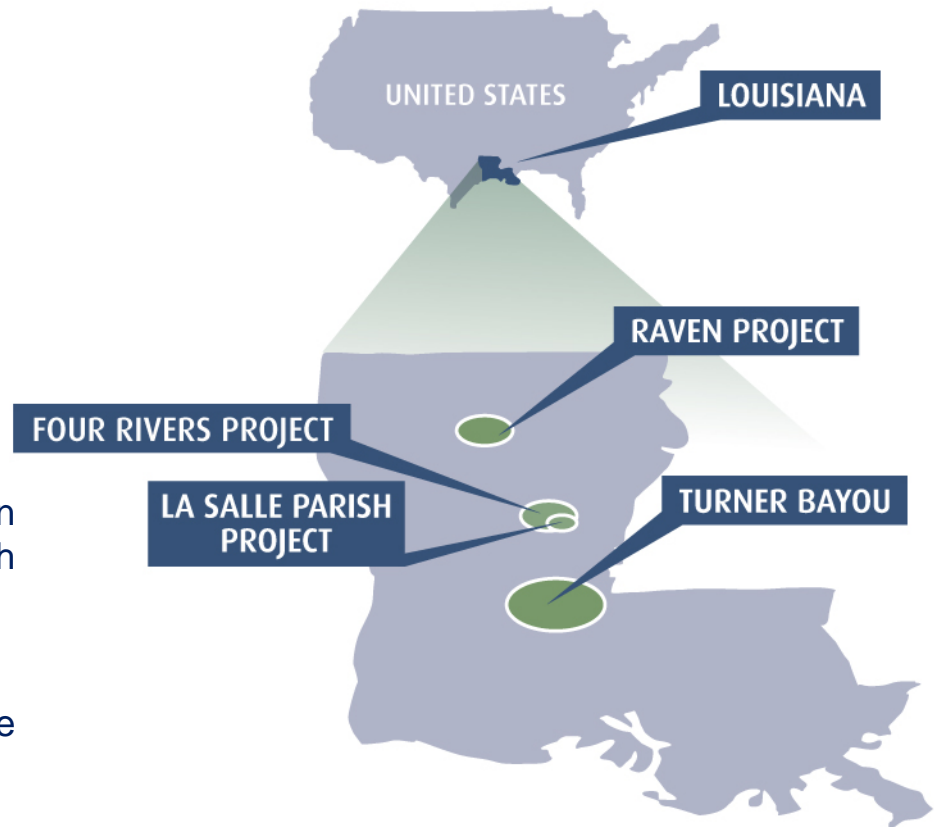 UNITED STATES
LOUISIANA
RAVEN PROJECT
FOUR RIVERS PROJECT
LA SALLE PARISH
PROJECT
TURNER BAYOU
n
h
e